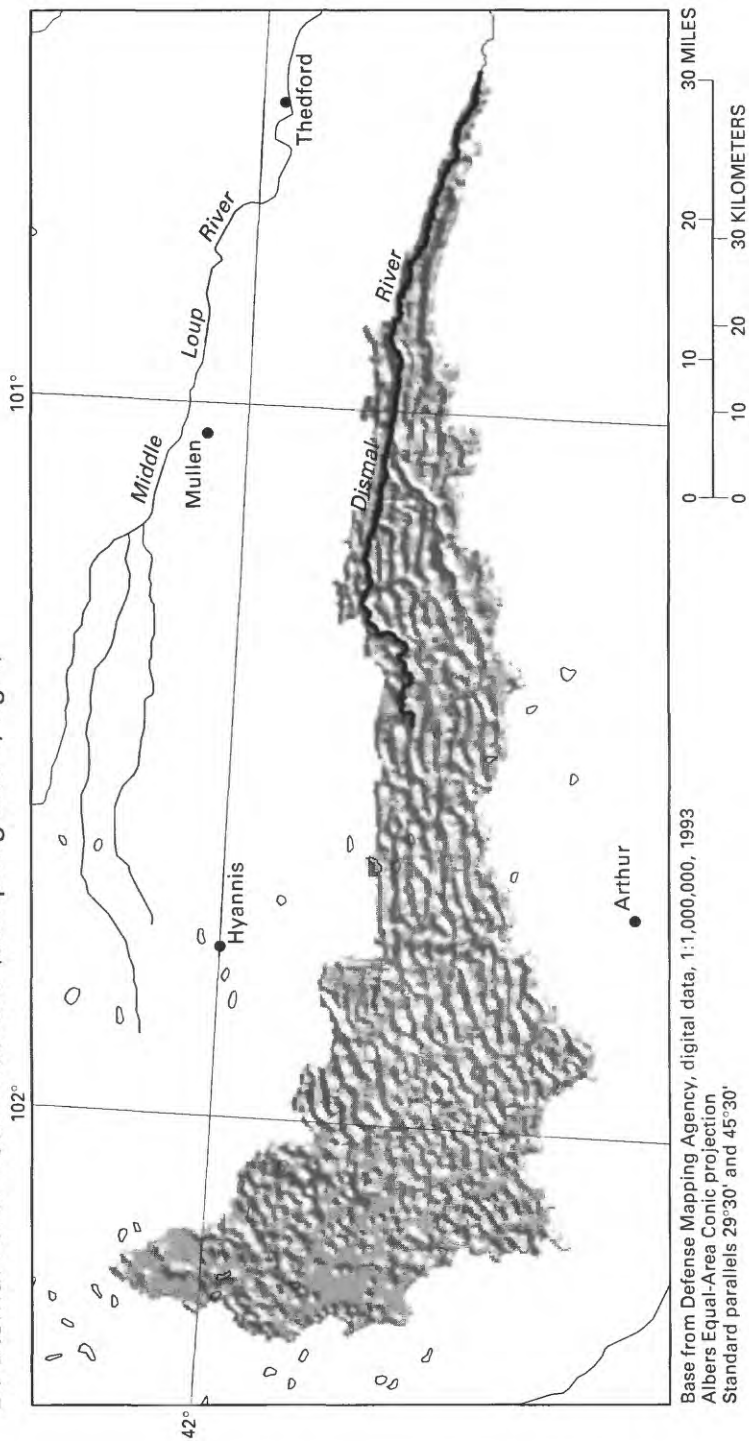 102°
101°
42°
Middle
Loup
River
Thedford
Mullen
Hyannis
Dismal
River
Arthur
0
10
20
30 MILES
0
10
20
30 KILOMETERS
Base from Defense Mapping Agency, digital data, 1:1,000,000, 1993
Albers Equal-Area Conic projection
Standard parallels 29°30' and 45°30'